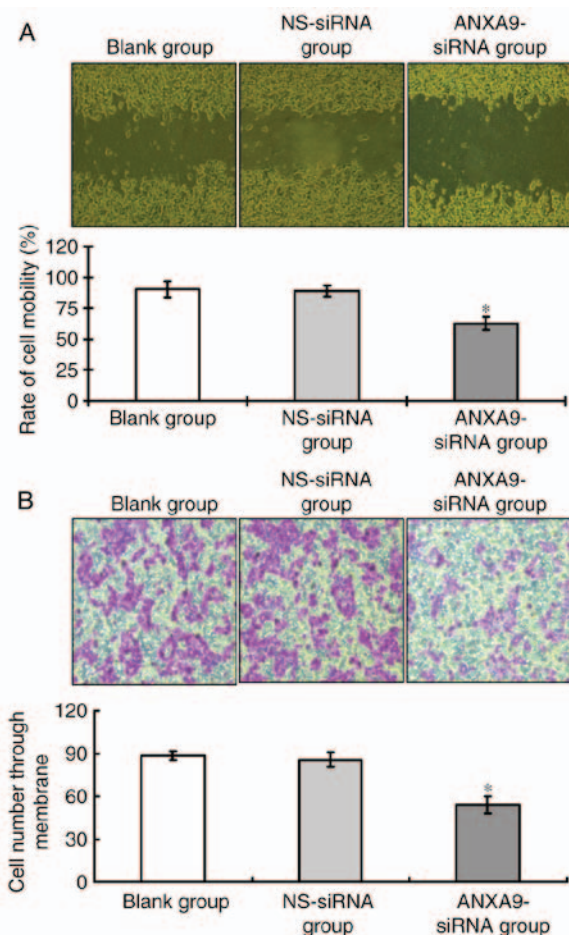 A
Blank group
NS-siRNA
group
ANXA9-
siRNA group
Rate of cell mobility (%)
120
100
75
50
25
0
*
Blank group
NS-siRNA
group
ANXA9-
siRNA group
B
Blank group
NS-siRNA
group
ANXA9-
siRNA group
Cell number through
membrane
120
90
60
30
0
*
Blank group
NS-siRNA
group
ANXA9-
siRNA group